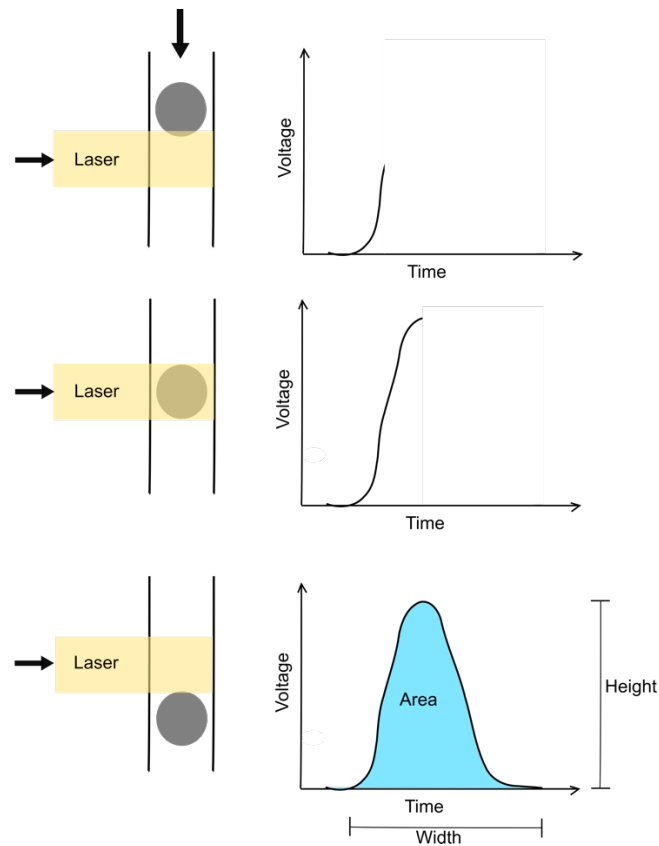 Laser
Voltage
Time
Laser
Voltage
Time
Laser
Voltage
Area
Height
Time
Width